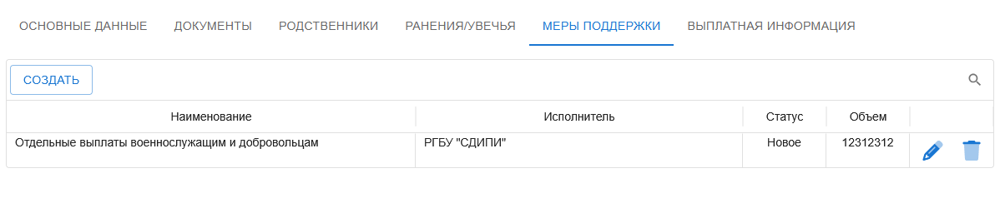 ОСНОВНЫЕ ДАННЫЕ ДОКУМЕНТЫ РОДСТВЕННИКИ РАНЕНИЯ/УВЕЧЬЯ МЕРЫ ПОДДЕРЖКИ ВЫПЛАТНАЯ ИНФОРМАЦИЯ
СОЗДАТЬ
Наименование Исполнитель Статус Объем
Отдельные выплаты военнослужащим и добровольцам РГБУ "СДИПИ" Новое 12312312